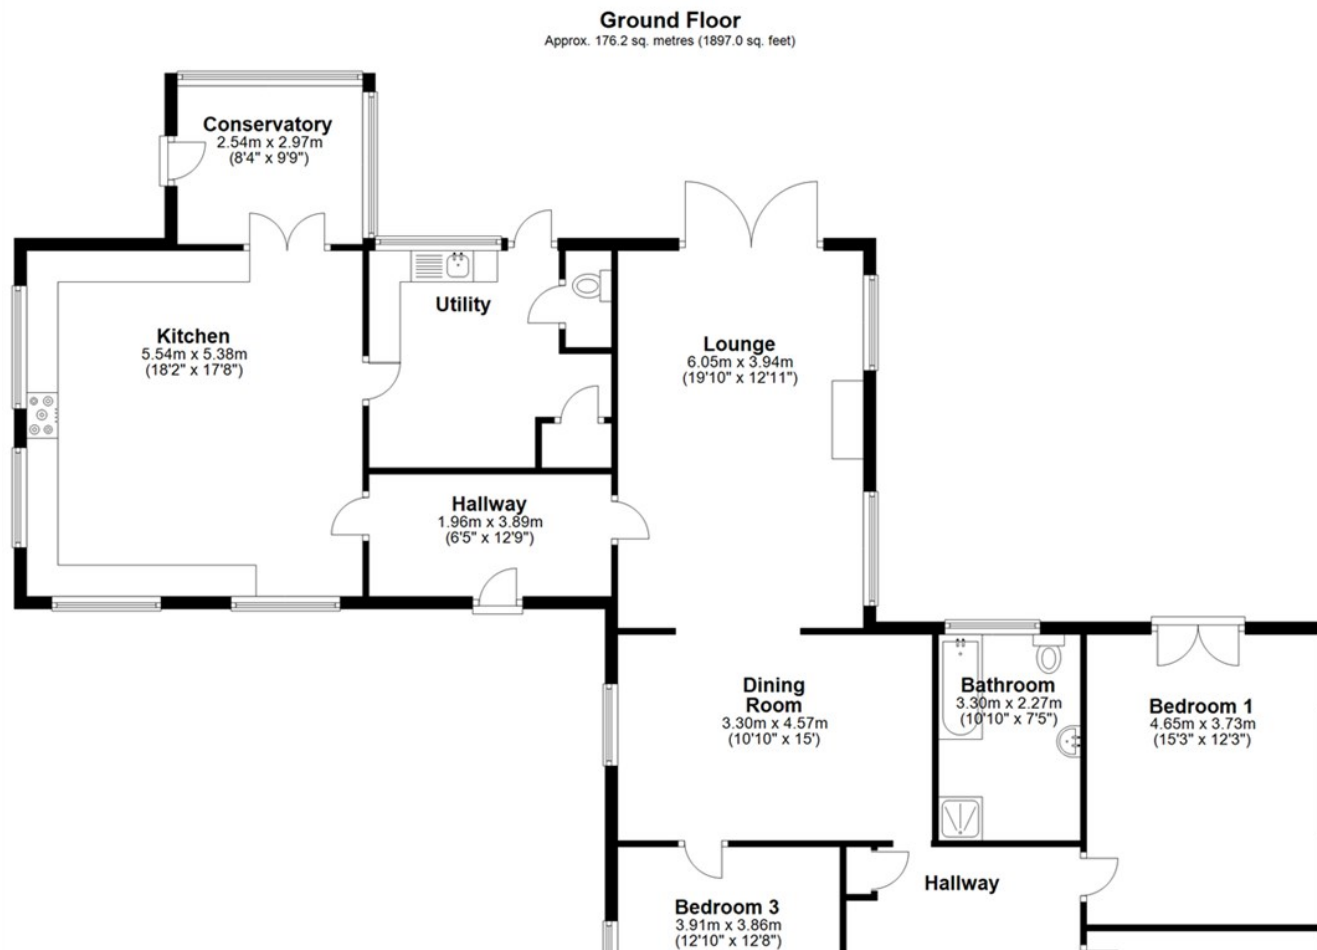 Ground Floor
Approx. 176.2 sq. metres (1897.0 sq. feet)
Conservatory
2.54m x 2.97m
(8'4" x 9'9")
Utility
Kitchen
5.54m x 5.38m
(18'2" x 17'8")
Lounge
6.05m x 3.94m
(19'10" x 12'11")
Hallway
1.96m x 3.89m
(6'5" x 12'9")
Dining
Room
3.30m x 4.57m
(10'10" x 15')
Bathroom
3.30m x 2.27m
(10'10" x 7'5")
Bedroom 1
4.65m x 3.73m
(15'3" x 12'3")
Hallway
Bedroom 3
3.91m x 3.86m
(12'10" x 12'8")